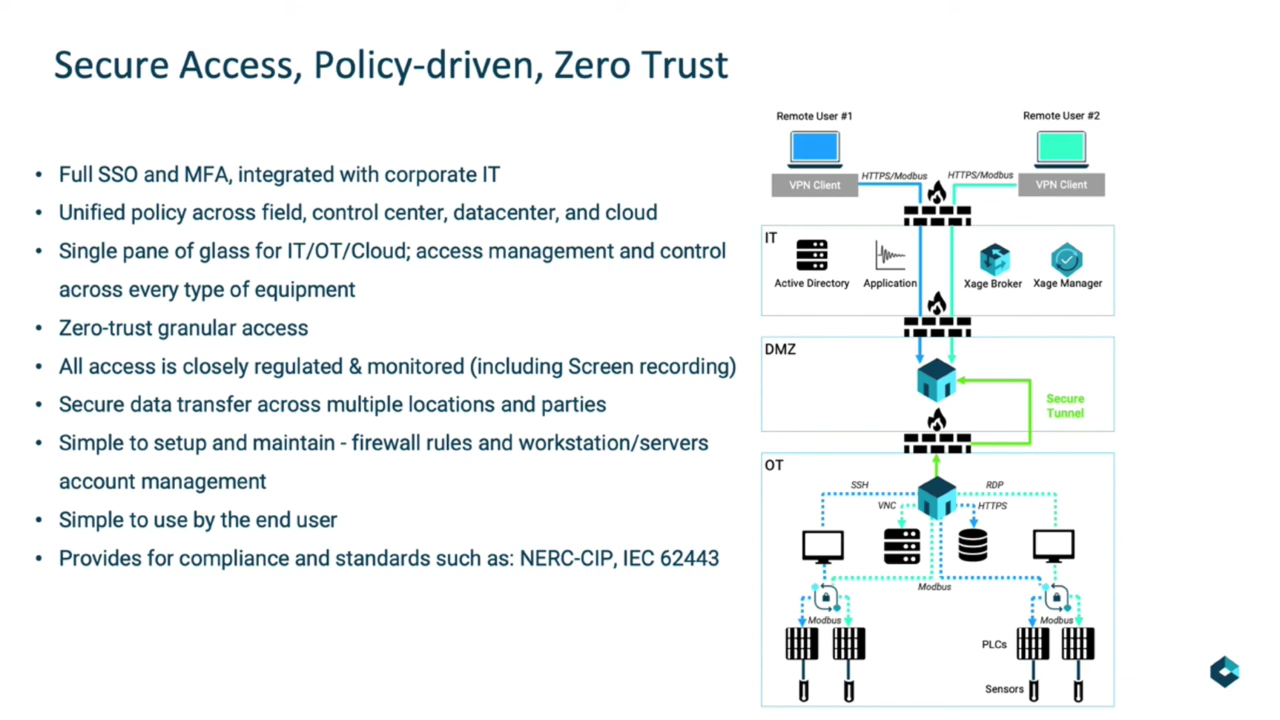 Secure Access, Policy-driven, Zero Trust
• Full SSO and MFA, integrated with corporate IT
• Unified policy across field, control center, datacenter, and cloud
• Single pane of glass for IT/OT/Cloud; access management and control
across every type of equipment
• Zero-trust granular access
• All access is closely regulated & monitored (including Screen recording)
• Secure data transfer across multiple locations and parties
• Simple to setup and maintain - firewall rules and workstation/servers
account management
• Simple to use by the end user
• Provides for compliance and standards such as: NERC-CIP, IEC 62443
Remote User #1
Remote User #2
HTTPS/Modbus
HTTPS/Modbus
VPN Client
VPN Client
IT
Active Directory
Application
Xage Broker
Xage Manager
DMZ
Secure
Tunnel
OT
SSH
RDP
VNC
HTTPS
Modbus
Modbus
Modbus
PLCs
Sensors